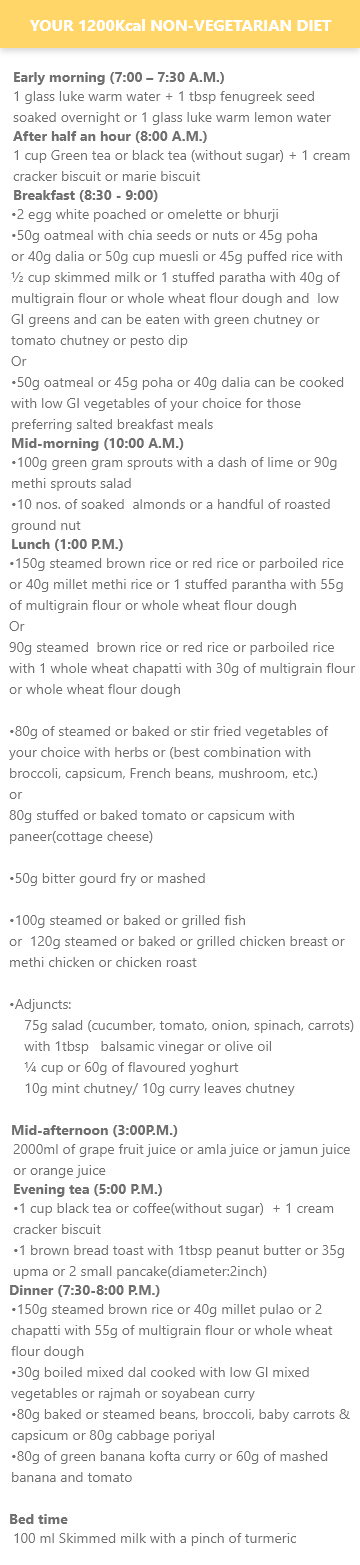 YOUR 1200Kcal NON-VEGETARIAN DIET
Early morning (7:00 – 7:30 A.M.)
1 glass luke warm water + 1 tbsp fenugreek seed
soaked overnight or 1 glass luke warm lemon water
After half an hour (8:00 A.M.)
1 cup Green tea or black tea (without sugar) + 1 cream
cracker biscuit or marie biscuit
Breakfast (8:30 - 9:00)
•2 egg white poached or omelette or bhurji
•50g oatmeal with chia seeds or nuts or 45g poha
or 40g dalia or 50g cup muesli or 45g puffed rice with
½ cup skimmed milk or 1 stuffed paratha with 40g of
multigrain flour or whole wheat flour dough and  low
GI greens and can be eaten with green chutney or
tomato chutney or pesto dip
Or
•50g oatmeal or 45g poha or 40g dalia can be cooked
with low GI vegetables of your choice for those
preferring salted breakfast meals
Mid-morning (10:00 A.M.)
•100g green gram sprouts with a dash of lime or 90g
methi sprouts salad
•10 nos. of soaked  almonds or a handful of roasted
ground nut
Lunch (1:00 P.M.)
•150g steamed brown rice or red rice or parboiled rice
or 40g millet methi rice or 1 stuffed parantha with 55g
of multigrain flour or whole wheat flour dough
Or
90g steamed  brown rice or red rice or parboiled rice
with 1 whole wheat chapatti with 30g of multigrain flour
or whole wheat flour dough
•80g of steamed or baked or stir fried vegetables of
your choice with herbs or (best combination with
broccoli, capsicum, French beans, mushroom, etc.)
or
80g stuffed or baked tomato or capsicum with
paneer(cottage cheese)
•50g bitter gourd fry or mashed
•100g steamed or baked or grilled fish
or  120g steamed or baked or grilled chicken breast or
methi chicken or chicken roast
•Adjuncts:
75g salad (cucumber, tomato, onion, spinach, carrots)
with 1tbsp   balsamic vinegar or olive oil
¼ cup or 60g of flavoured yoghurt
10g mint chutney/ 10g curry leaves chutney
Mid-afternoon (3:00P.M.)
2000ml of grape fruit juice or amla juice or jamun juice
or orange juice
Evening tea (5:00 P.M.)
•1 cup black tea or coffee(without sugar)  + 1 cream
cracker biscuit
•1 brown bread toast with 1tbsp peanut butter or 35g
upma or 2 small pancake(diameter:2inch)
Dinner (7:30-8:00 P.M.)
•150g steamed brown rice or 40g millet pulao or 2
chapatti with 55g of multigrain flour or whole wheat
flour dough
•30g boiled mixed dal cooked with low GI mixed
vegetables or rajmah or soyabean curry
•80g baked or steamed beans, broccoli, baby carrots &
capsicum or 80g cabbage poriyal
•80g of green banana kofta curry or 60g of mashed
banana and tomato
Bed time
100 ml Skimmed milk with a pinch of turmeric